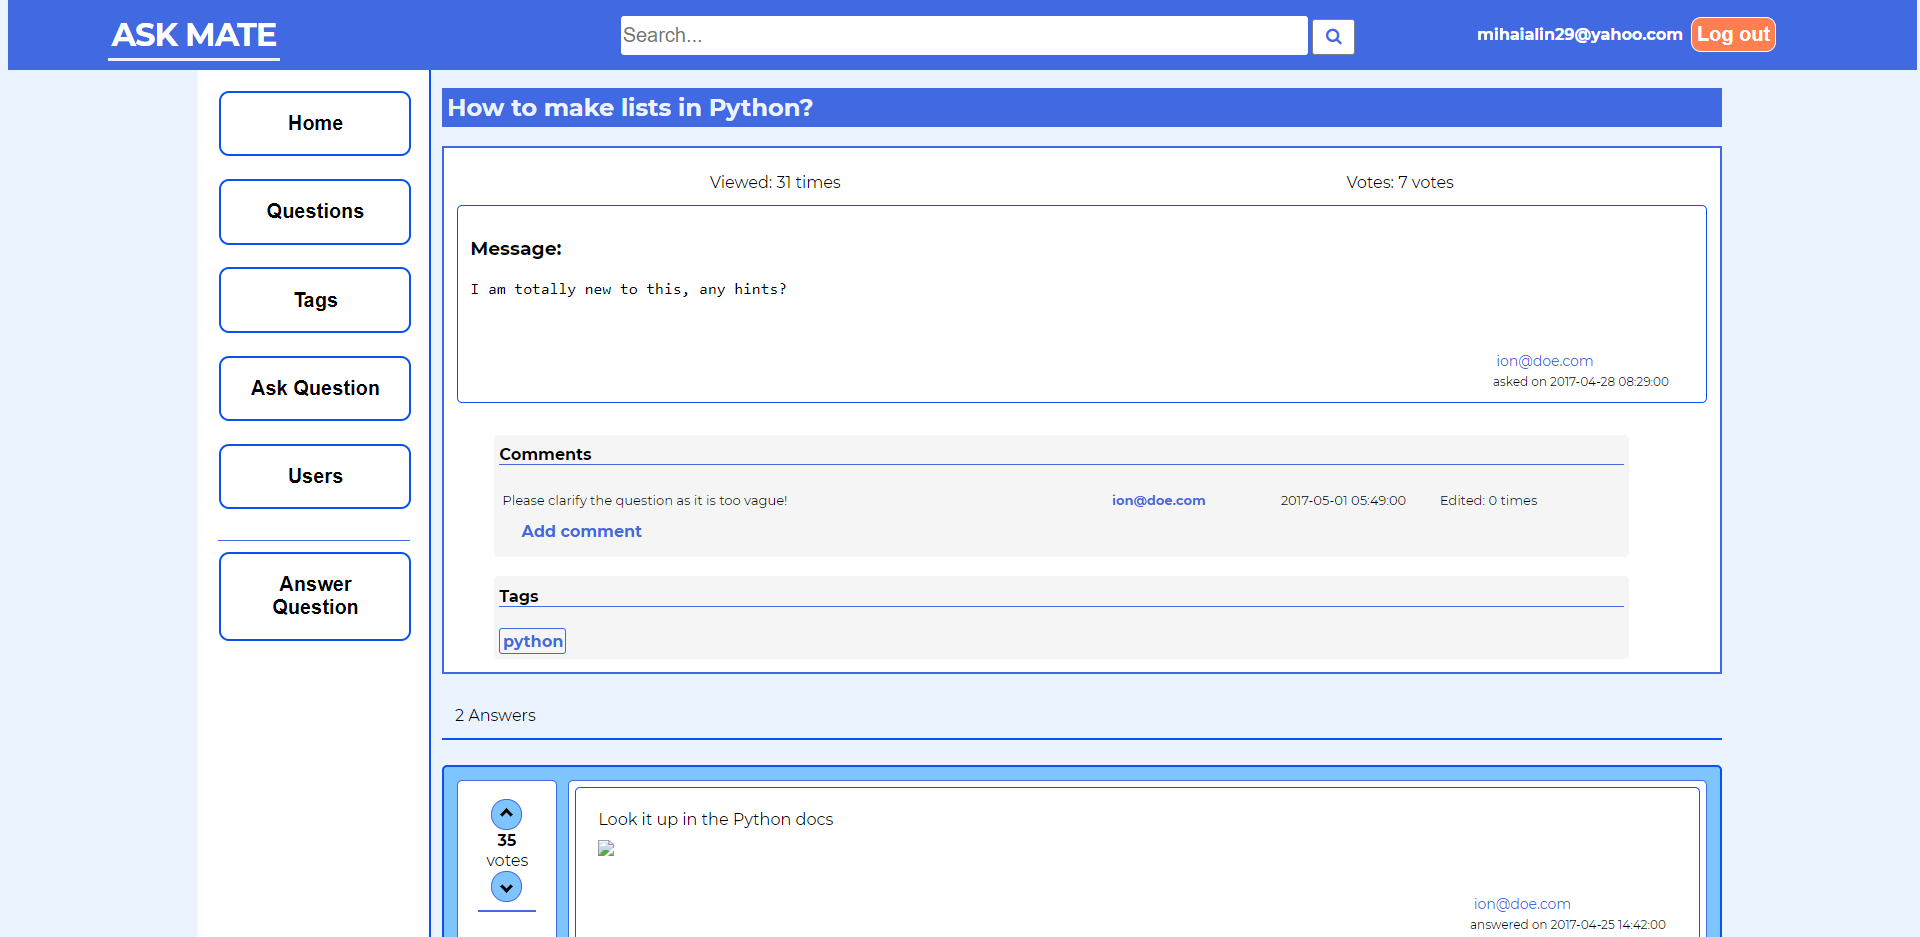 ASK MATE
Search...
mihaialin29@yahoo.com
Log out
Home
Questions
Tags
Ask Question
Users
Answer
Question
How to make lists in Python?
Viewed: 31 times
Votes: 7 votes
Message:
I am totally new to this, any hints?
ion@doe.com
asked on 2017-04-28 08:29:00
Comments
Please clarify the question as it is too vague! ion@doe.com 2017-05-01 05:49:00 Edited: 0 times
Add comment
Tags
python
2 Answers
35
votes
Look it up in the Python docs
ion@doe.com
answered on 2017-04-25 14:42:00